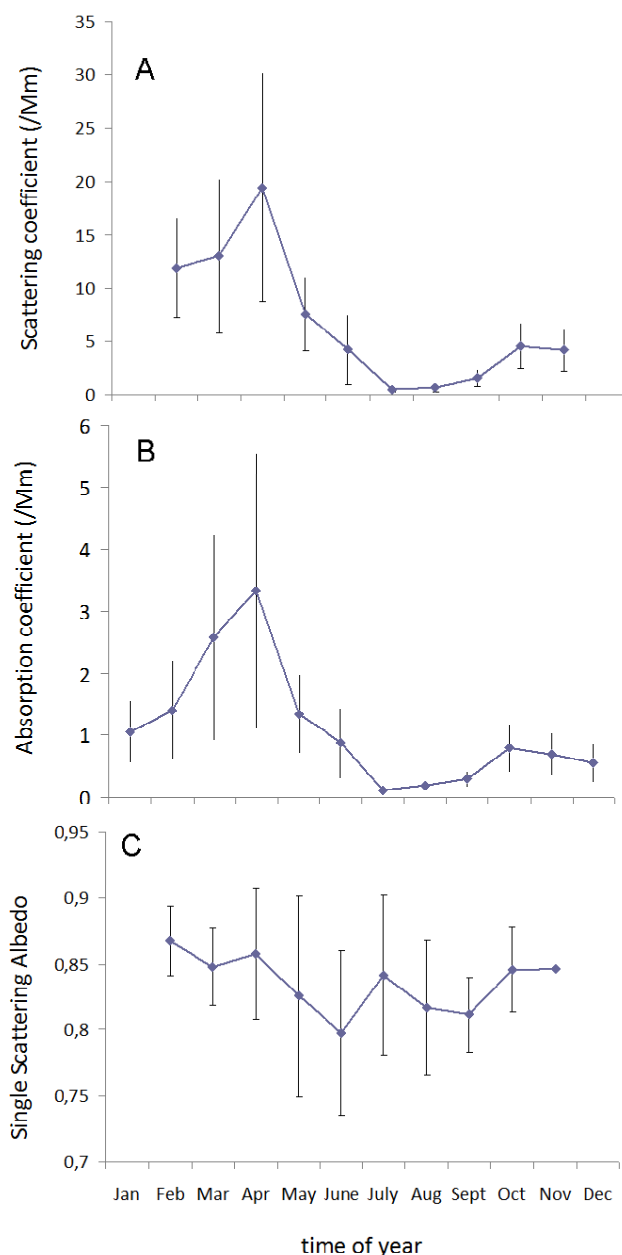 A
Scattering coefficient (/Mm)
35
30
25
20
15
10
5
0
B
Absorption coefficient (/Mm)
6
5
4
3
2
1
0
C
Single Scattering Albedo
0,95
0,9
0,85
0,8
0,75
0,7
Jan Feb Mar Apr May June July Aug Sept Oct Nov Dec
time of year